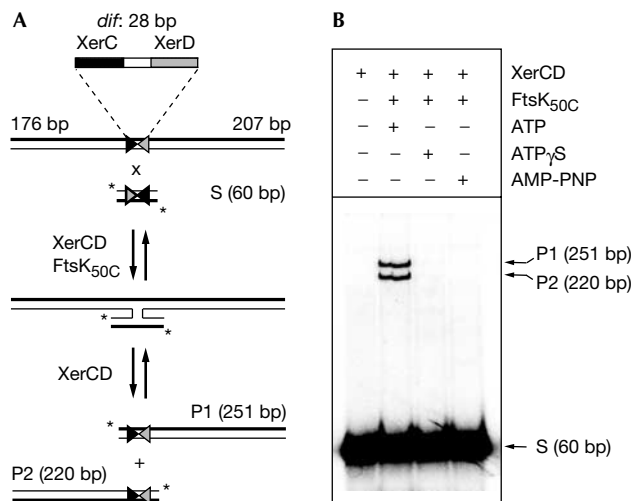 A
dif: 28 bp
XerC XerD
176 bp 207 bp
x
* S (60 bp)
*
XerCD
FtsK50C
* *
XerCD
* P1 (251 bp)
+
P2 (220 bp) *
B
+ + + + XerCD
– + + + FtsK50C
– + – – ATP
– – + – ATPγS
– – – + AMP-PNP
P1 (251 bp)
P2 (220 bp)
S (60 bp)